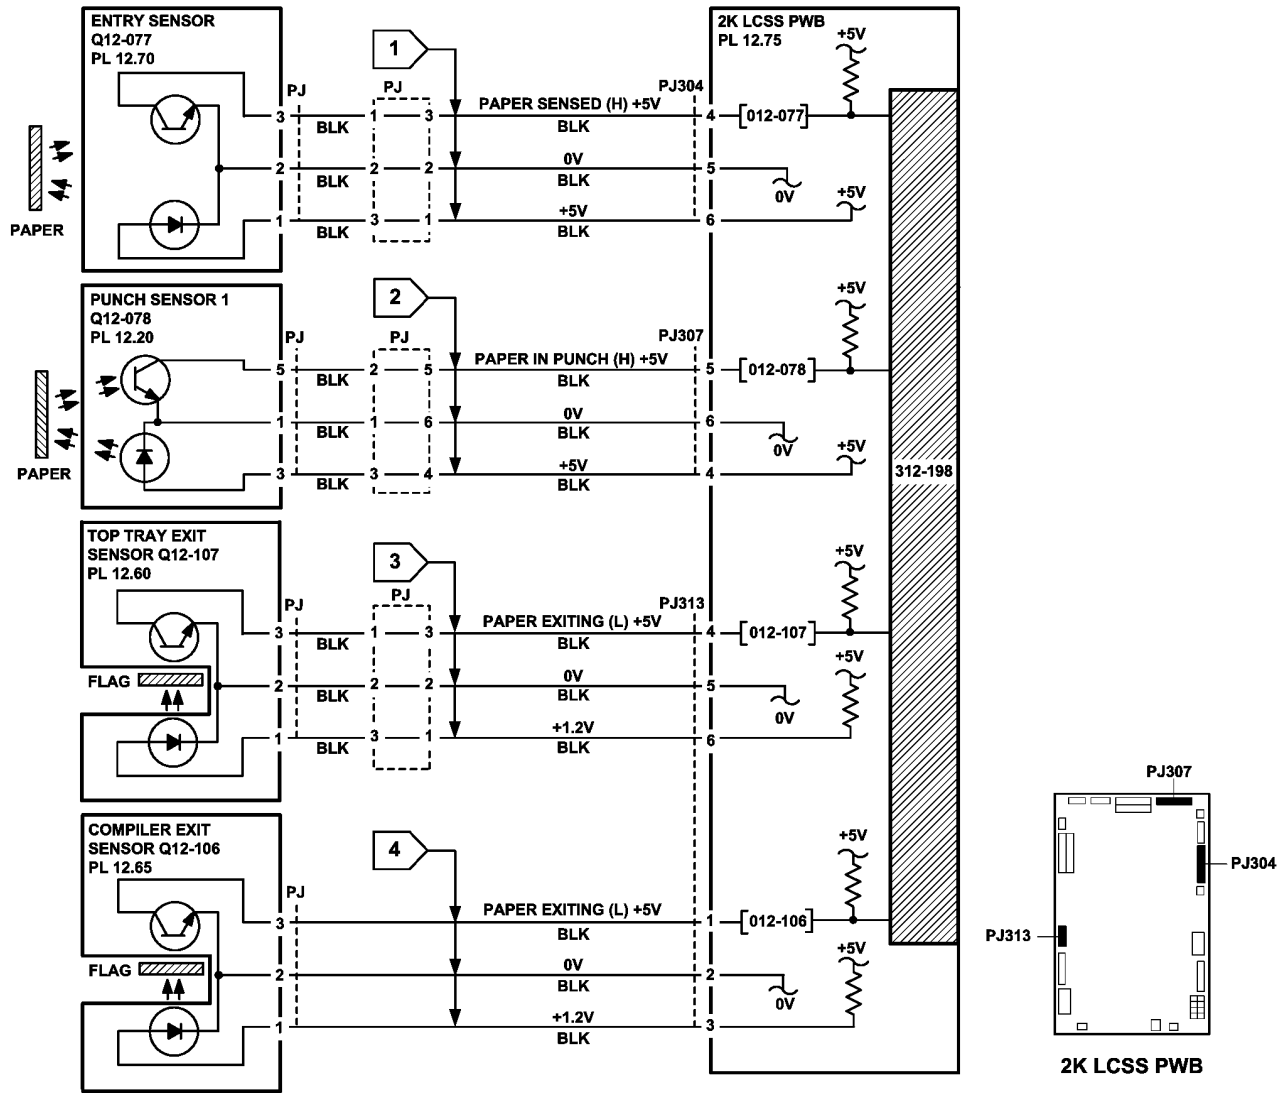 ENTRY SENSOR
Q12-077
PL 12.70
PAPER
3
2
1
PJ
BLK
BLK
BLK
PJ
1 3
2 2
3 1
1
PAPER SENSED (H) +5V
BLK
0V
BLK
+5V
BLK
PJ304
4
5
6
2K LCSS PWB
PL 12.75
+5V
012-077
0V
+5V
PUNCH SENSOR 1
Q12-078
PL 12.20
PAPER
5
1
3
PJ
BLK
BLK
BLK
PJ
2 5
1 6
3 4
2
PAPER IN PUNCH (H) +5V
BLK
0V
BLK
+5V
BLK
PJ307
5
6
4
+5V
012-078
0V
+5V
312-198
TOP TRAY EXIT
SENSOR Q12-107
PL 12.60
FLAG
3
2
1
PJ
BLK
BLK
BLK
PJ
1 3
2 2
3 1
3
PAPER EXITING (L) +5V
BLK
0V
BLK
+1.2V
BLK
PJ313
4
5
6
+5V
012-107
+5V
0V
COMPILER EXIT
SENSOR Q12-106
PL 12.65
FLAG
3
2
1
PJ
4
PAPER EXITING (L) +5V
BLK
0V
BLK
+1.2V
BLK
1
2
3
+5V
012-106
+5V
0V
PJ307
PJ304
PJ313
2K LCSS PWB